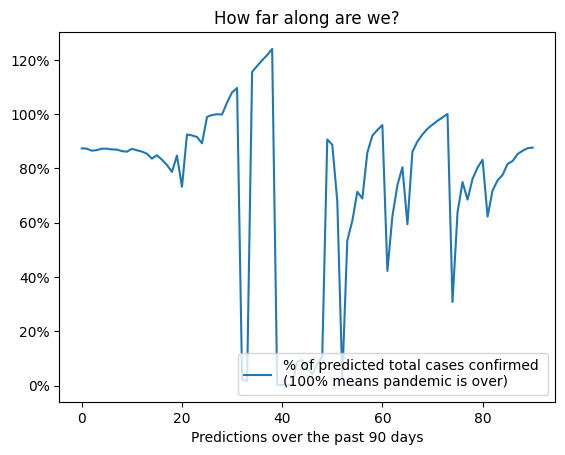 How far along are we?
120%
100%
80%
60%
40%
20%
0%
% of predicted total cases confirmed
(100% means pandemic is over)
0 20 40 60 80
Predictions over the past 90 days